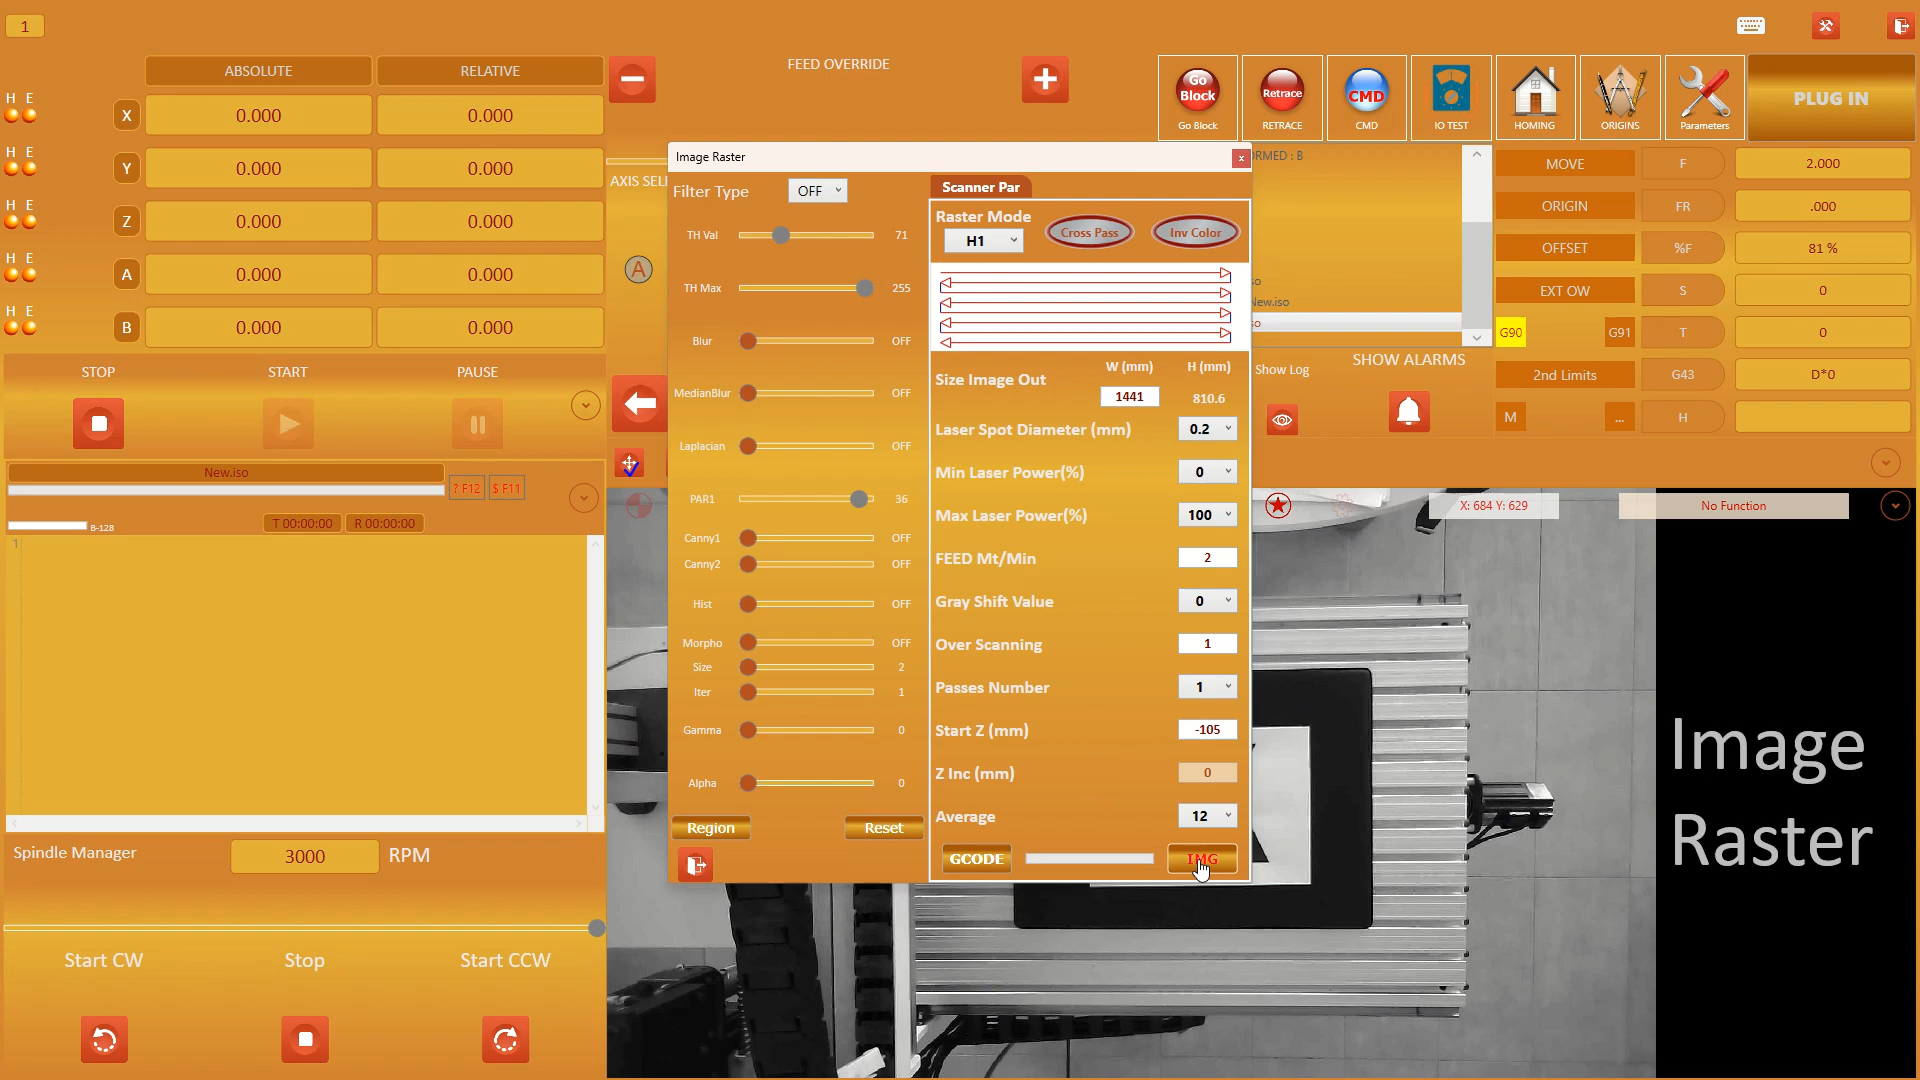 1
ABSOLUTE RELATIVE
FEED OVERRIDE
H E
X 0.000 0.000
H E
Y 0.000 0.000
H E
Z 0.000 0.000
H E
A 0.000 0.000
H E
B 0.000 0.000
Go Block
Go Block
Retrace
RETRACE
CMD
CMD
IO TEST
HOMING
ORIGINS
Parameters
PLUG IN
STOP START PAUSE
New.iso
? F12 $ F11
B-128
T 00:00:00 R 00:00:00
1
Spindle Manager 3000 RPM
Start CW Stop Start CCW
AXIS SEL
A
Image Raster
Filter Type OFF
TH Val 71
TH Max 255
Blur OFF
MedianBlur OFF
Laplacian OFF
PAR1 36
Canny1 OFF
Canny2 OFF
Hist OFF
Morpho OFF
Size 2
Iter 1
Gamma 0
Alpha 0
Region Reset
Scanner Par
Raster Mode
H1
Cross Pass Inv Color
W (mm) H (mm)
Size Image Out 1441 810.6
Laser Spot Diameter (mm) 0.2
Min Laser Power(%) 0
Max Laser Power(%) 100
FEED Mt/Min 2
Gray Shift Value 0
Over Scanning 1
Passes Number 1
Start Z (mm) -105
Z Inc (mm) 0
Average 12
GCODE IMG
ORMED : B
so
New.iso
so
Show Log SHOW ALARMS
MOVE F 2.000
ORIGIN FR .000
OFFSET %F 81 %
EXT OW S 0
G90 G91 T 0
2nd Limits G43 D*0
M ... H
X: 684 Y: 629
No Function
Image
Raster